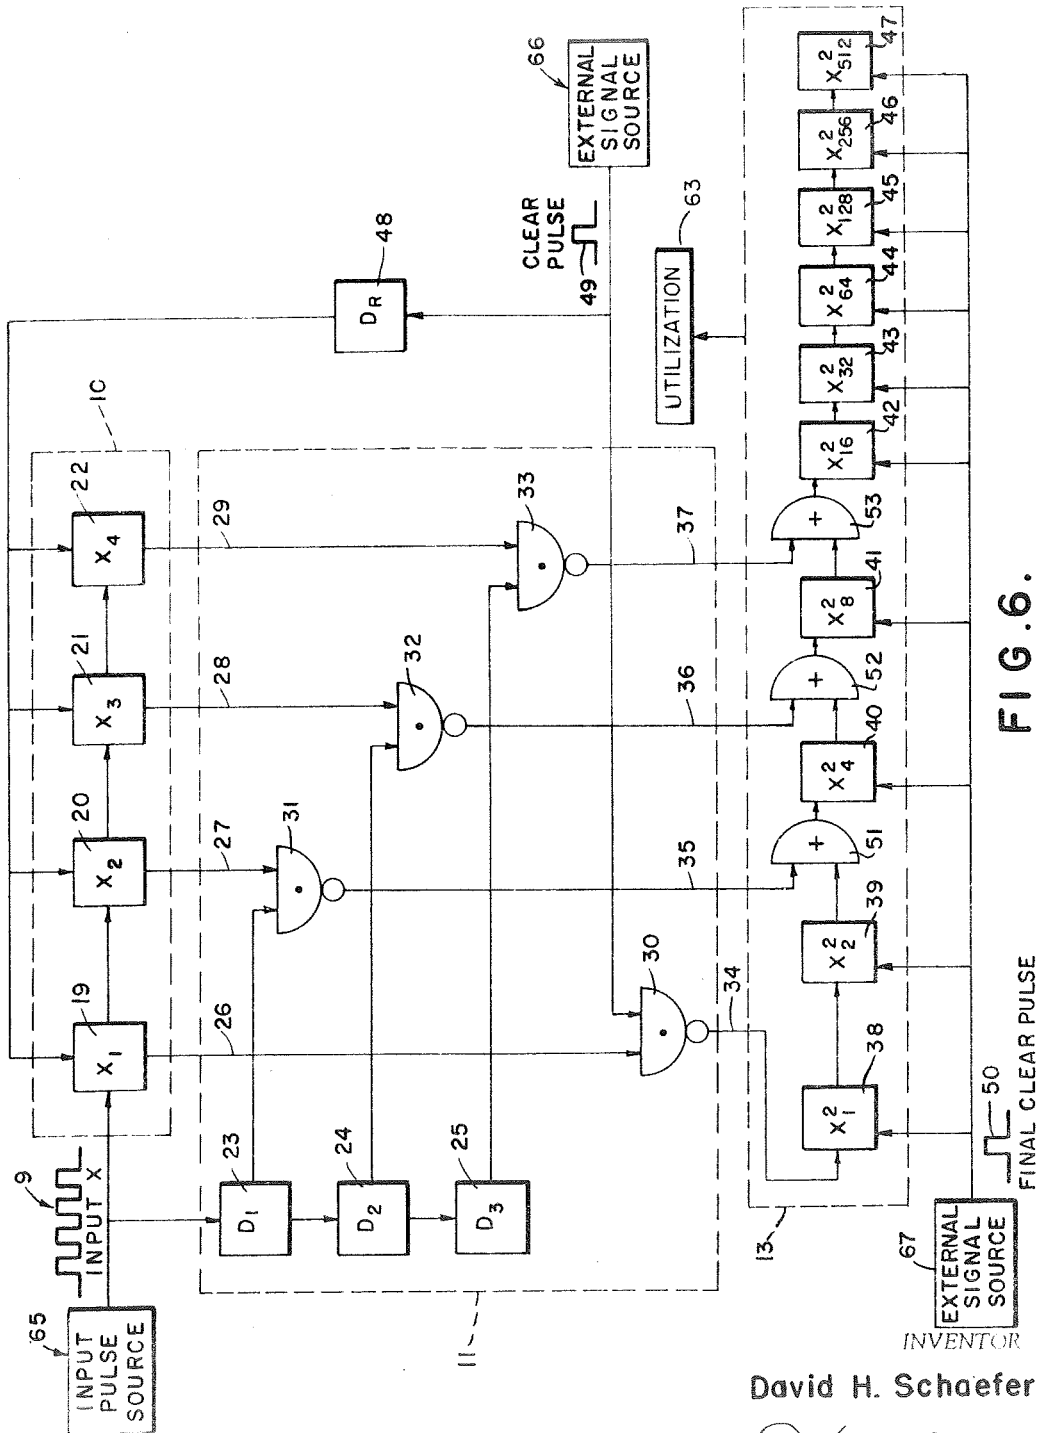 65
INPUT
PULSE
SOURCE
9
INPUT X
10
19
X1
20
X2
21
X3
22
X4
DR
48
CLEAR
PULSE
49
66
EXTERNAL
SIGNAL
SOURCE
UTILIZATION
63
11
D1
23
D2
24
D3
25
26
27
28
29
30
31
32
33
34
35
36
37
13
X²1
38
X²2
39
51
+
X²4
40
52
+
X²8
41
53
+
X²16
42
X²32
43
X²64
44
X²128
45
X²256
46
X²512
47
67
EXTERNAL
SIGNAL
SOURCE
50
FINAL CLEAR PULSE
FIG.6.
INVENTOR
David H. Schaefer